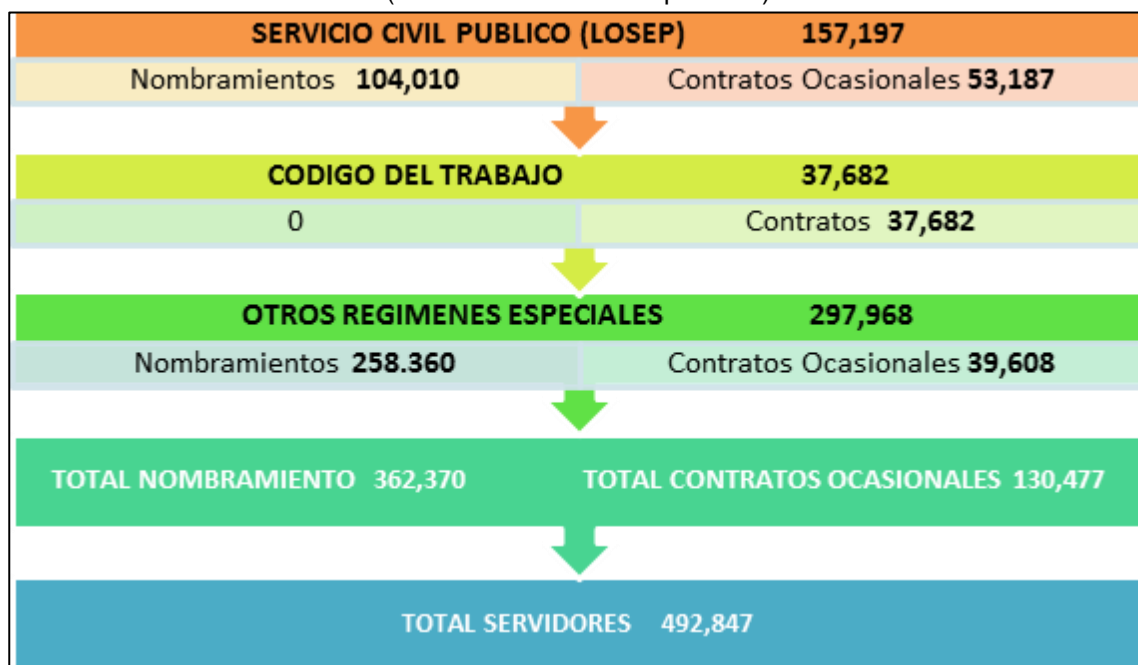 SERVICIO CIVIL PUBLICO (LOSEP) 157,197
Nombramientos 104,010 Contratos Ocasionales 53,187
CODIGO DEL TRABAJO 37,682
0 Contratos 37,682
OTROS REGIMENES ESPECIALES 297,968
Nombramientos 258.360 Contratos Ocasionales 39,608
TOTAL NOMBRAMIENTO 362,370 TOTAL CONTRATOS OCASIONALES 130,477
TOTAL SERVIDORES 492,847